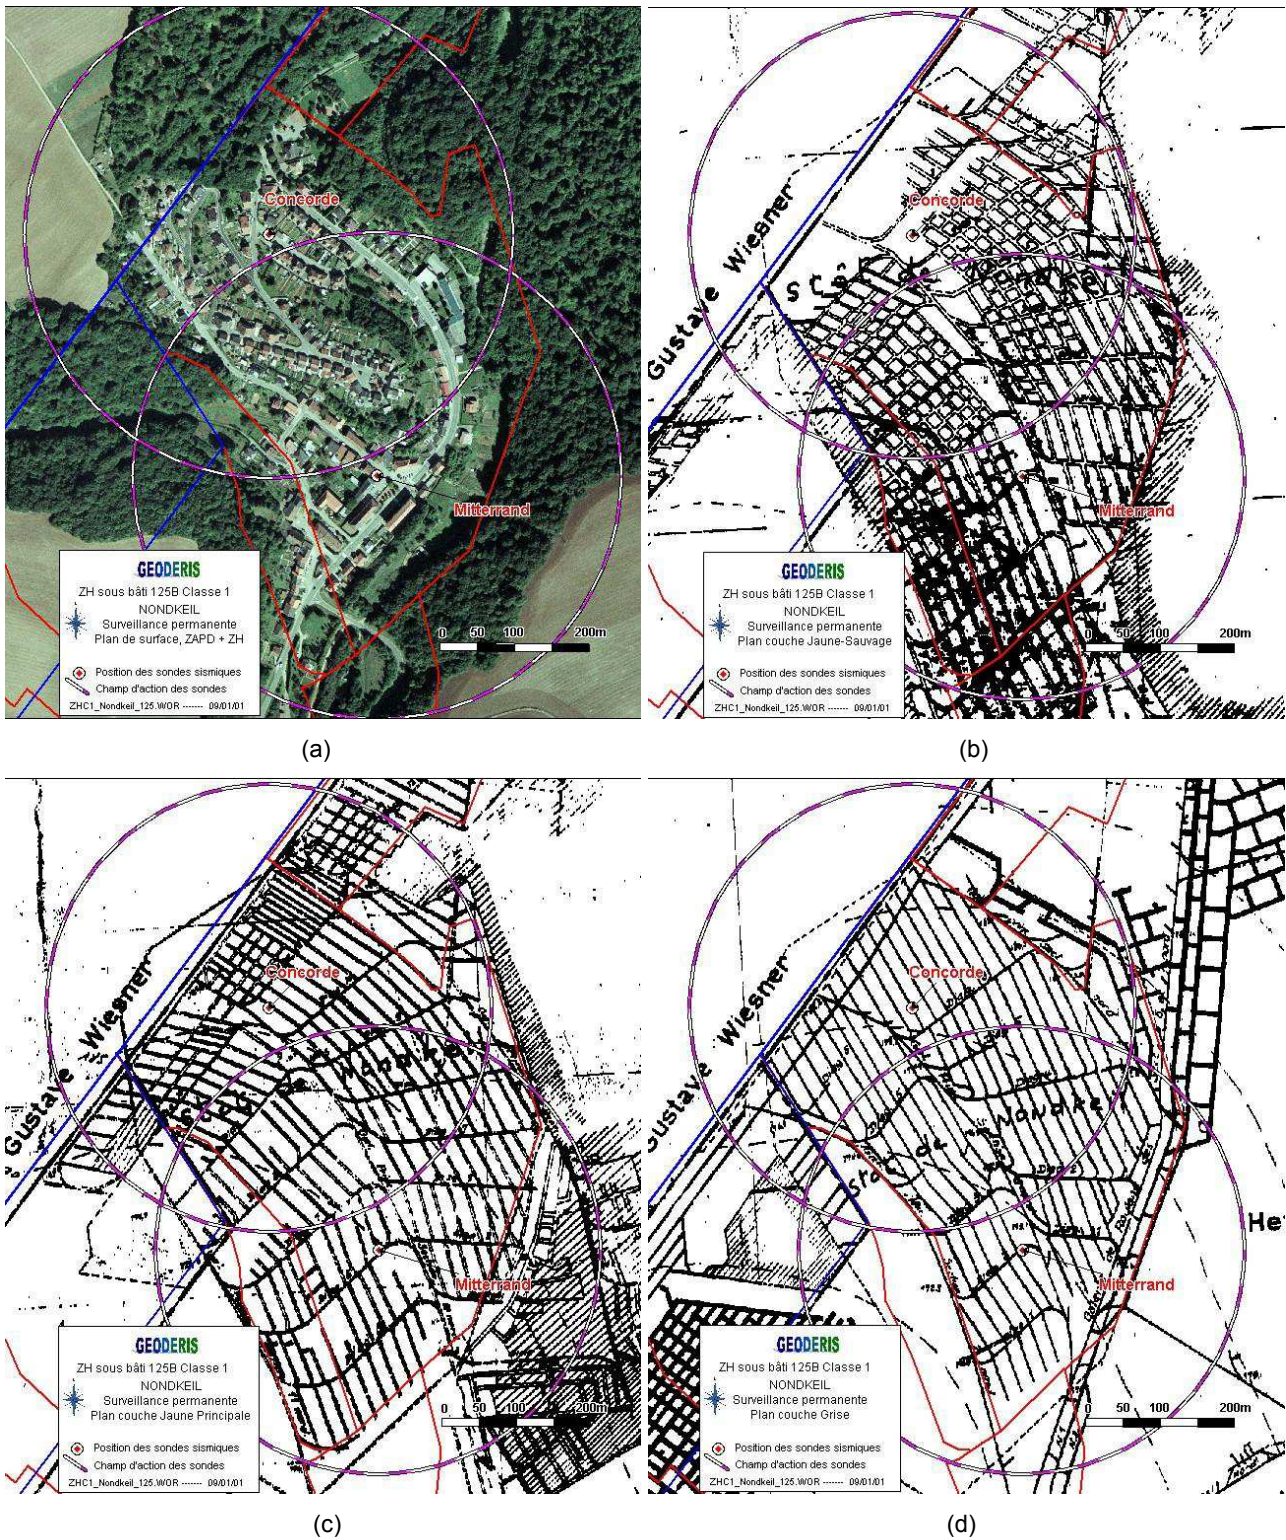 Concorde
Mitterrand
GEODERIS
ZH sous bâti 125B Classe 1
NONDKEIL
Surveillance permanente
Plan de surface, ZAPD + ZH
Position des sondes sismiques
Champ d'action des sondes
ZHC1_Nondkeil_125.WOR ------- 09/01/01
0 50 100 200m
(a)
Gustave Wiesner
Concorde
Mitterrand
GEODERIS
ZH sous bâti 125B Classe 1
NONDKEIL
Surveillance permanente
Plan couche Jaune-Sauvage
Position des sondes sismiques
Champ d'action des sondes
ZHC1_Nondkeil_125.WOR ------- 09/01/01
0 50 100 200m
(b)
Gustave Wiesner
Concorde
Nondke
Mitterrand
GEODERIS
ZH sous bâti 125B Classe 1
NONDKEIL
Surveillance permanente
Plan couche Jaune Principale
Position des sondes sismiques
Champ d'action des sondes
ZHC1_Nondkeil_125.WOR ------- 09/01/01
0 50 100 200m
(c)
Gustave Wiesner
Concorde
Nondke
Mitterrand
GEODERIS
ZH sous bâti 125B Classe 1
NONDKEIL
Surveillance permanente
Plan couche Grise
Position des sondes sismiques
Champ d'action des sondes
ZHC1_Nondkeil_125.WOR ------- 09/01/01
0 50 100 200m
(d)